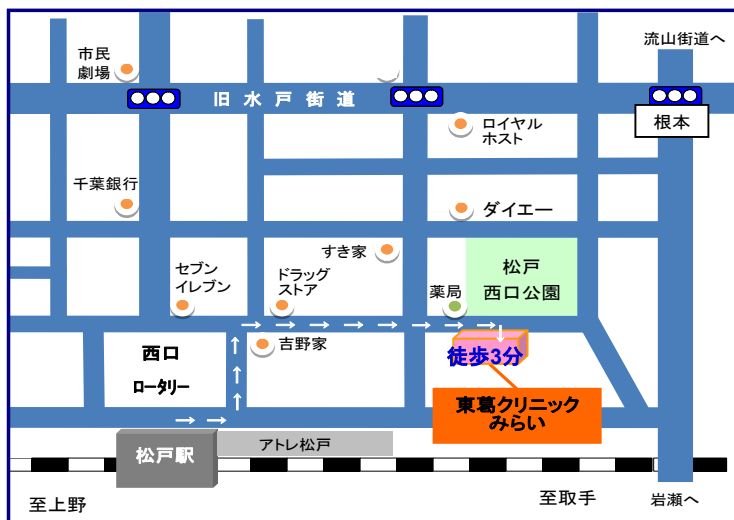 流山街道へ
市民
劇場
旧水戸街道
根本
ロイヤル
ホスト
千葉銀行
ダイエー
すき家
セブン
イレブン
ドラッグ
ストア
薬局
松戸
西口公園
西口
ロータリー
吉野家
徒歩3分
東葛クリニック
みらい
アトレ松戸
松戸駅
至上野
至取手
岩瀬へ